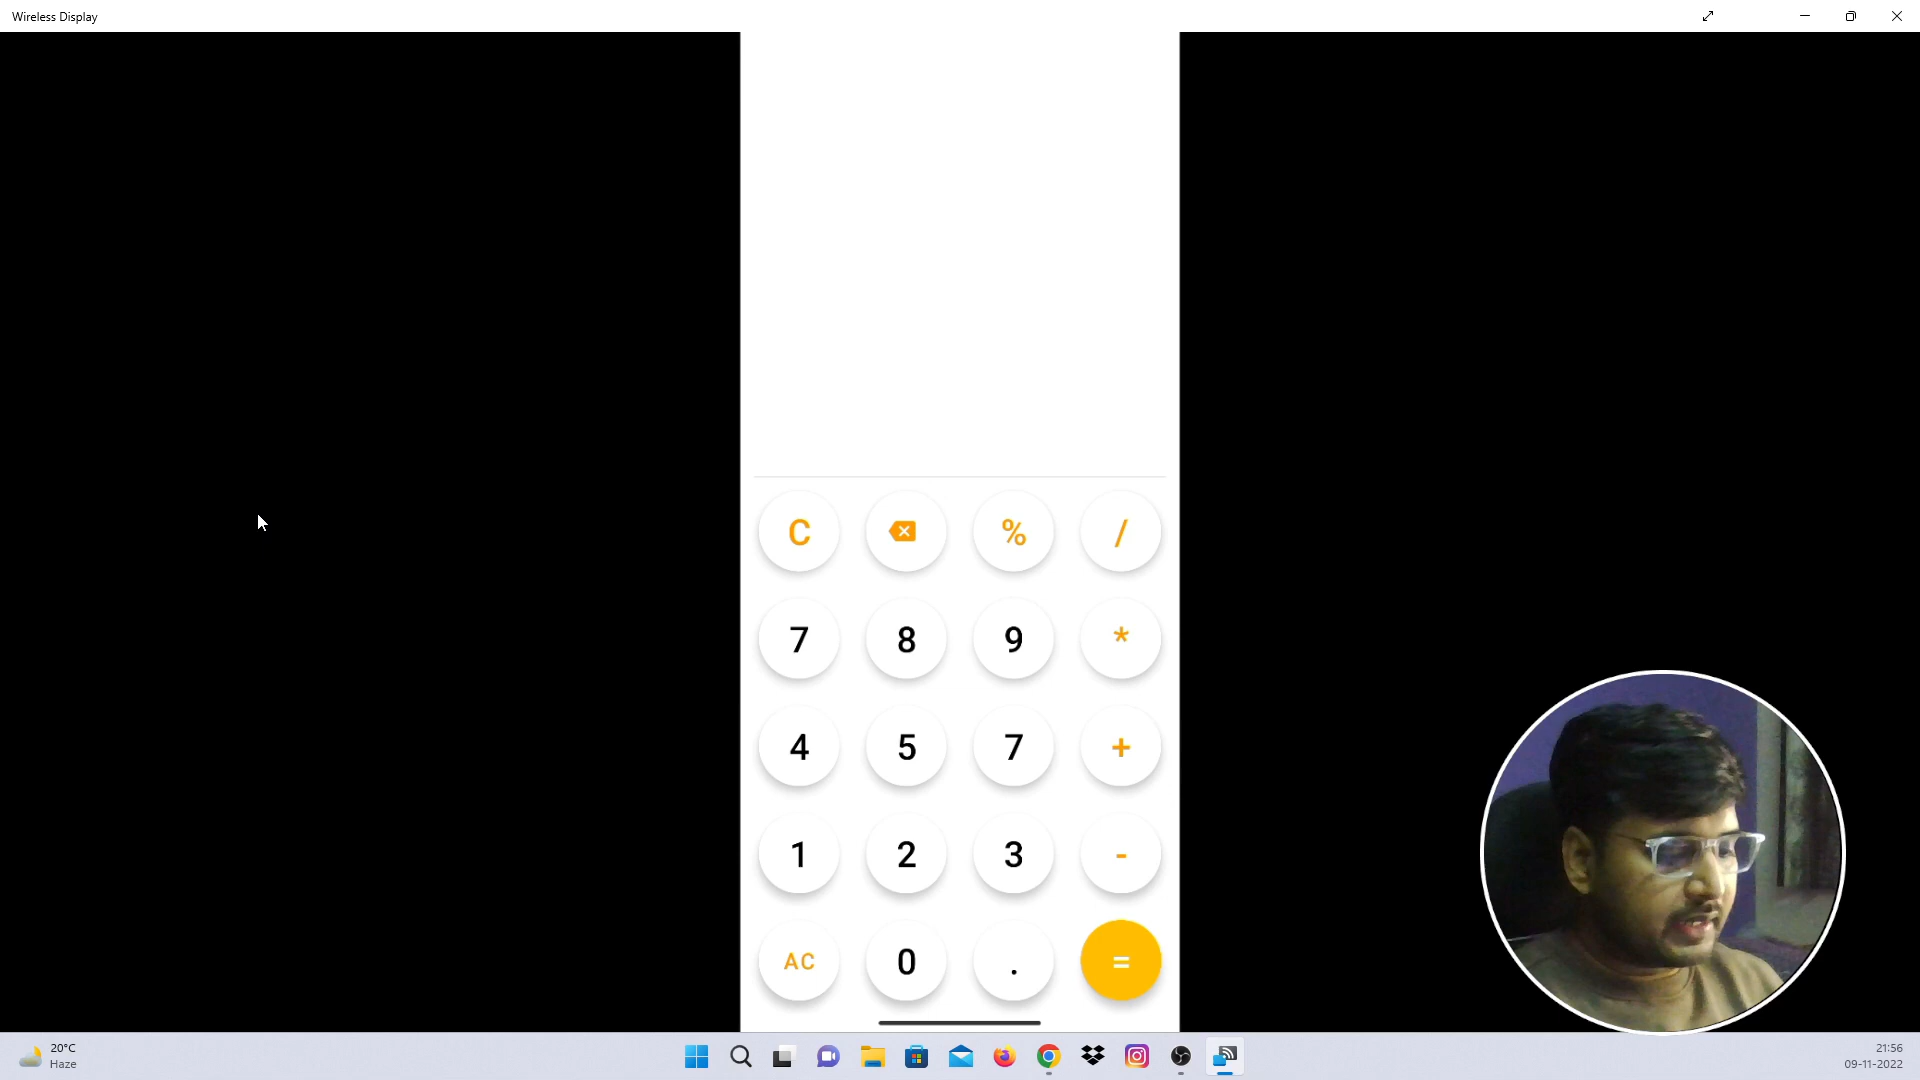 Wireless Display
C % /
7 8 9 *
4 5 7 +
1 2 3 -
AC 0 . =
20°C
Haze
21:56
09-11-2022